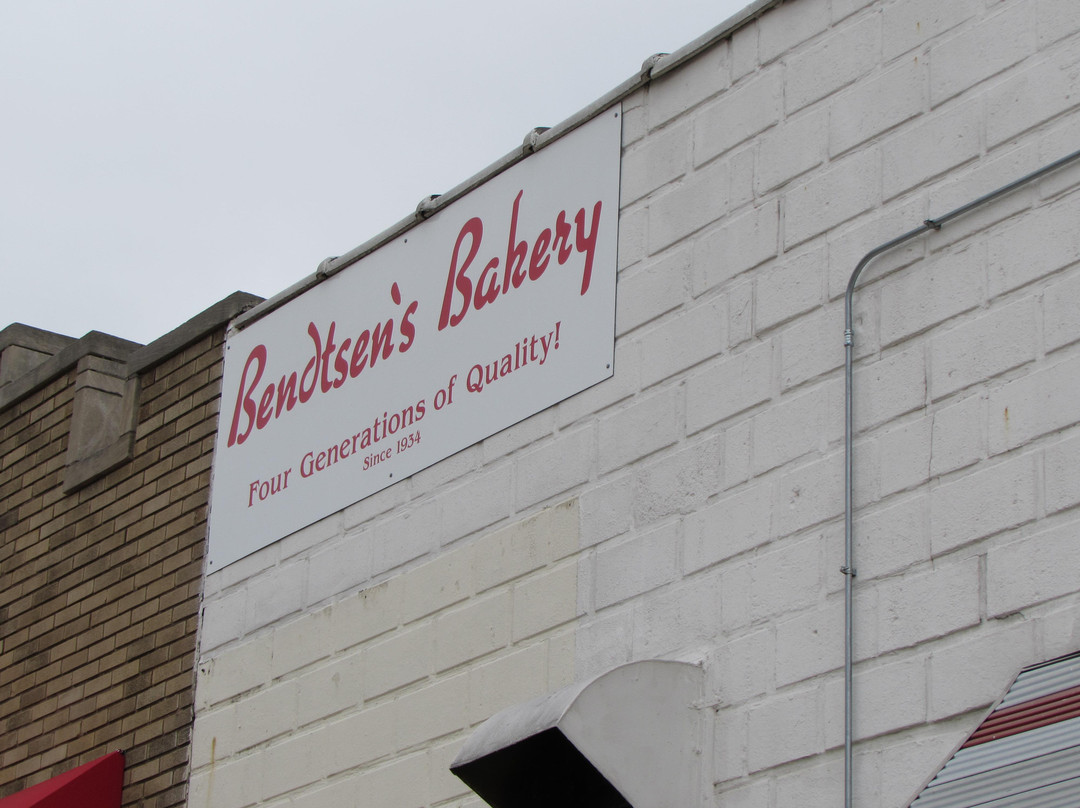 Bendtsen's Bakery
Four Generations of Quality!
Since 1934